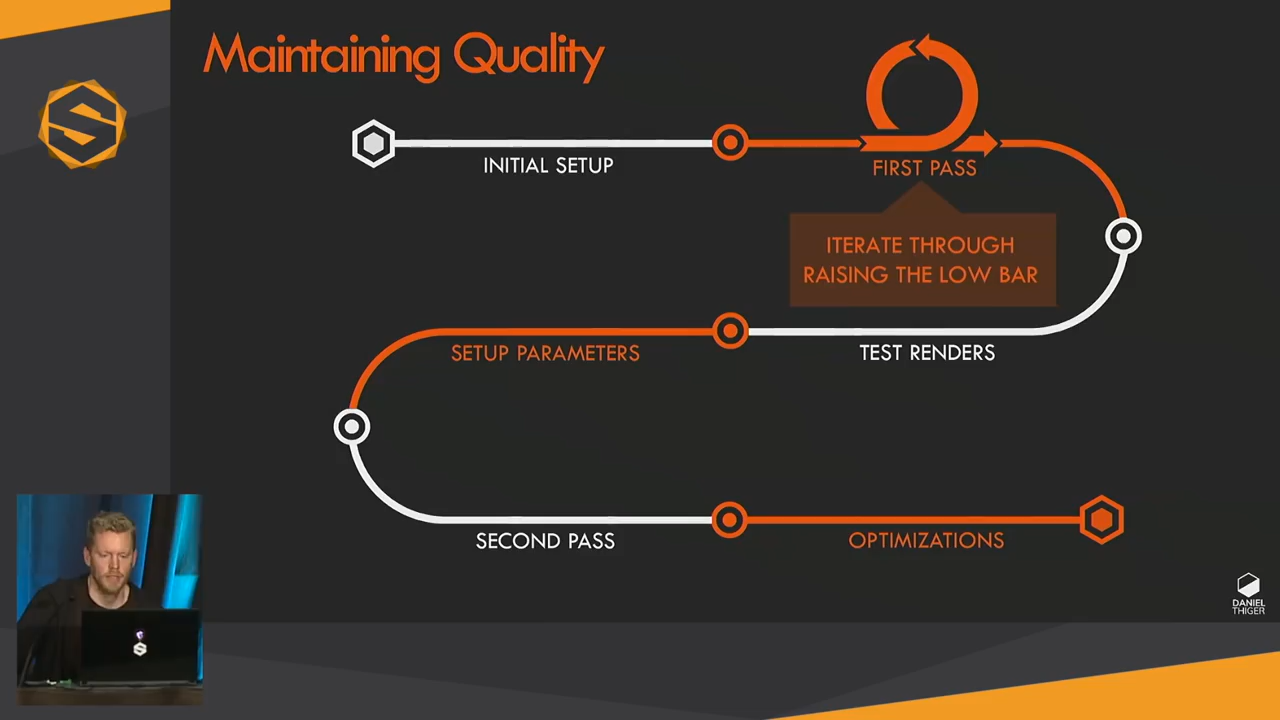 Maintaining Quality
INITIAL SETUP
FIRST PASS
ITERATE THROUGH
RAISING THE LOW BAR
SETUP PARAMETERS
TEST RENDERS
SECOND PASS
OPTIMIZATIONS
DANIEL
THIGER